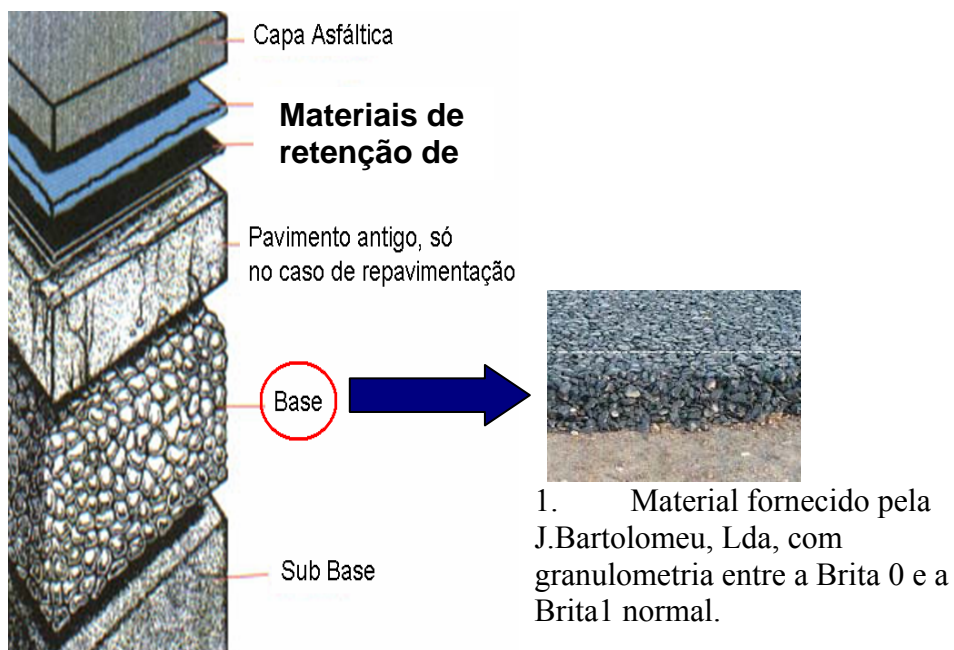 Capa Asfáltica
Materiais de
retenção de
Pavimento antigo, só
no caso de repavimentação
Base
Sub Base
1. Material fornecido pela
J.Bartolomeu, Lda, com
granulometria entre a Brita 0 e a
Brita1 normal.